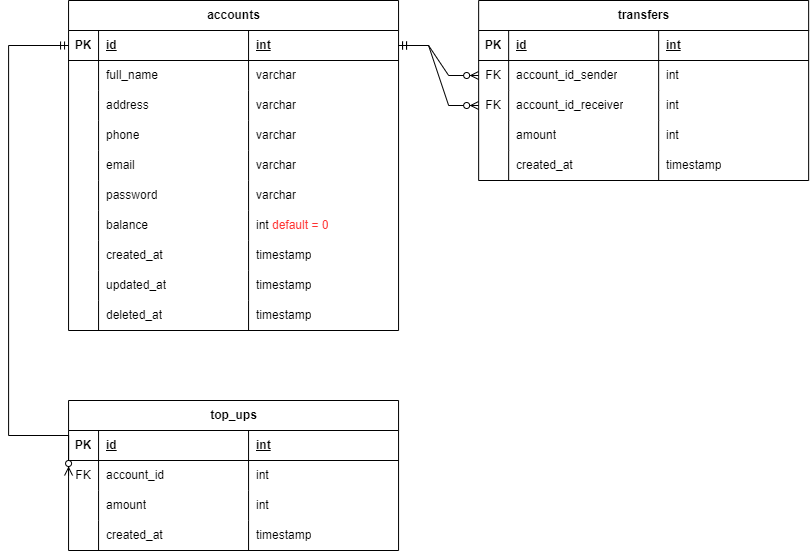 accounts
PK id int
full_name varchar
address varchar
phone varchar
email varchar
password varchar
balance int default = 0
created_at timestamp
updated_at timestamp
deleted_at timestamp
transfers
PK id int
FK account_id_sender int
FK account_id_receiver int
amount int
created_at timestamp
top_ups
PK id int
FK account_id int
amount int
created_at timestamp